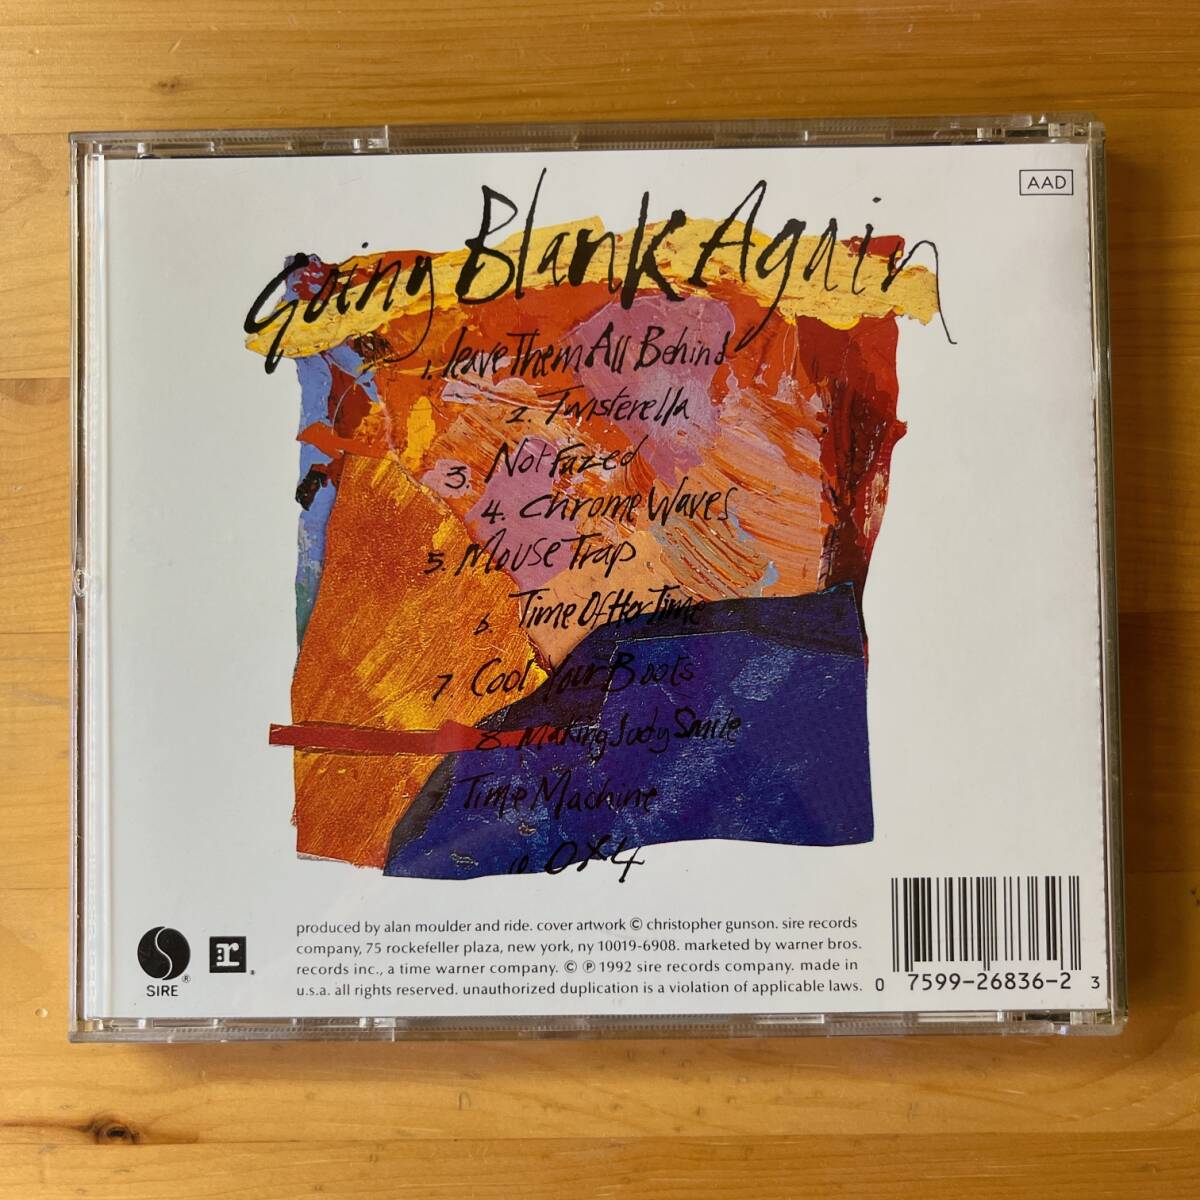 AAD
Going Blank Again
1. leave Them All Behind
2. Twisterella
3. Not Fazed
4. Chrome Waves
5. Mouse Trap
6. Time Of Her Time
7. Cool Your Boots
8. Making Judy Smile
9. Time Machine
10. OX4
produced by alan moulder and ride. cover artwork © christopher gunson. sire records
company, 75 rockefeller plaza, new york, ny 10019-6908. marketed by warner bros.
records inc., a time warner company. © ℗ 1992 sire records company. made in
u.s.a. all rights reserved. unauthorized duplication is a violation of applicable laws.
SIRE ®
r ®
0 7599-26836-2 3